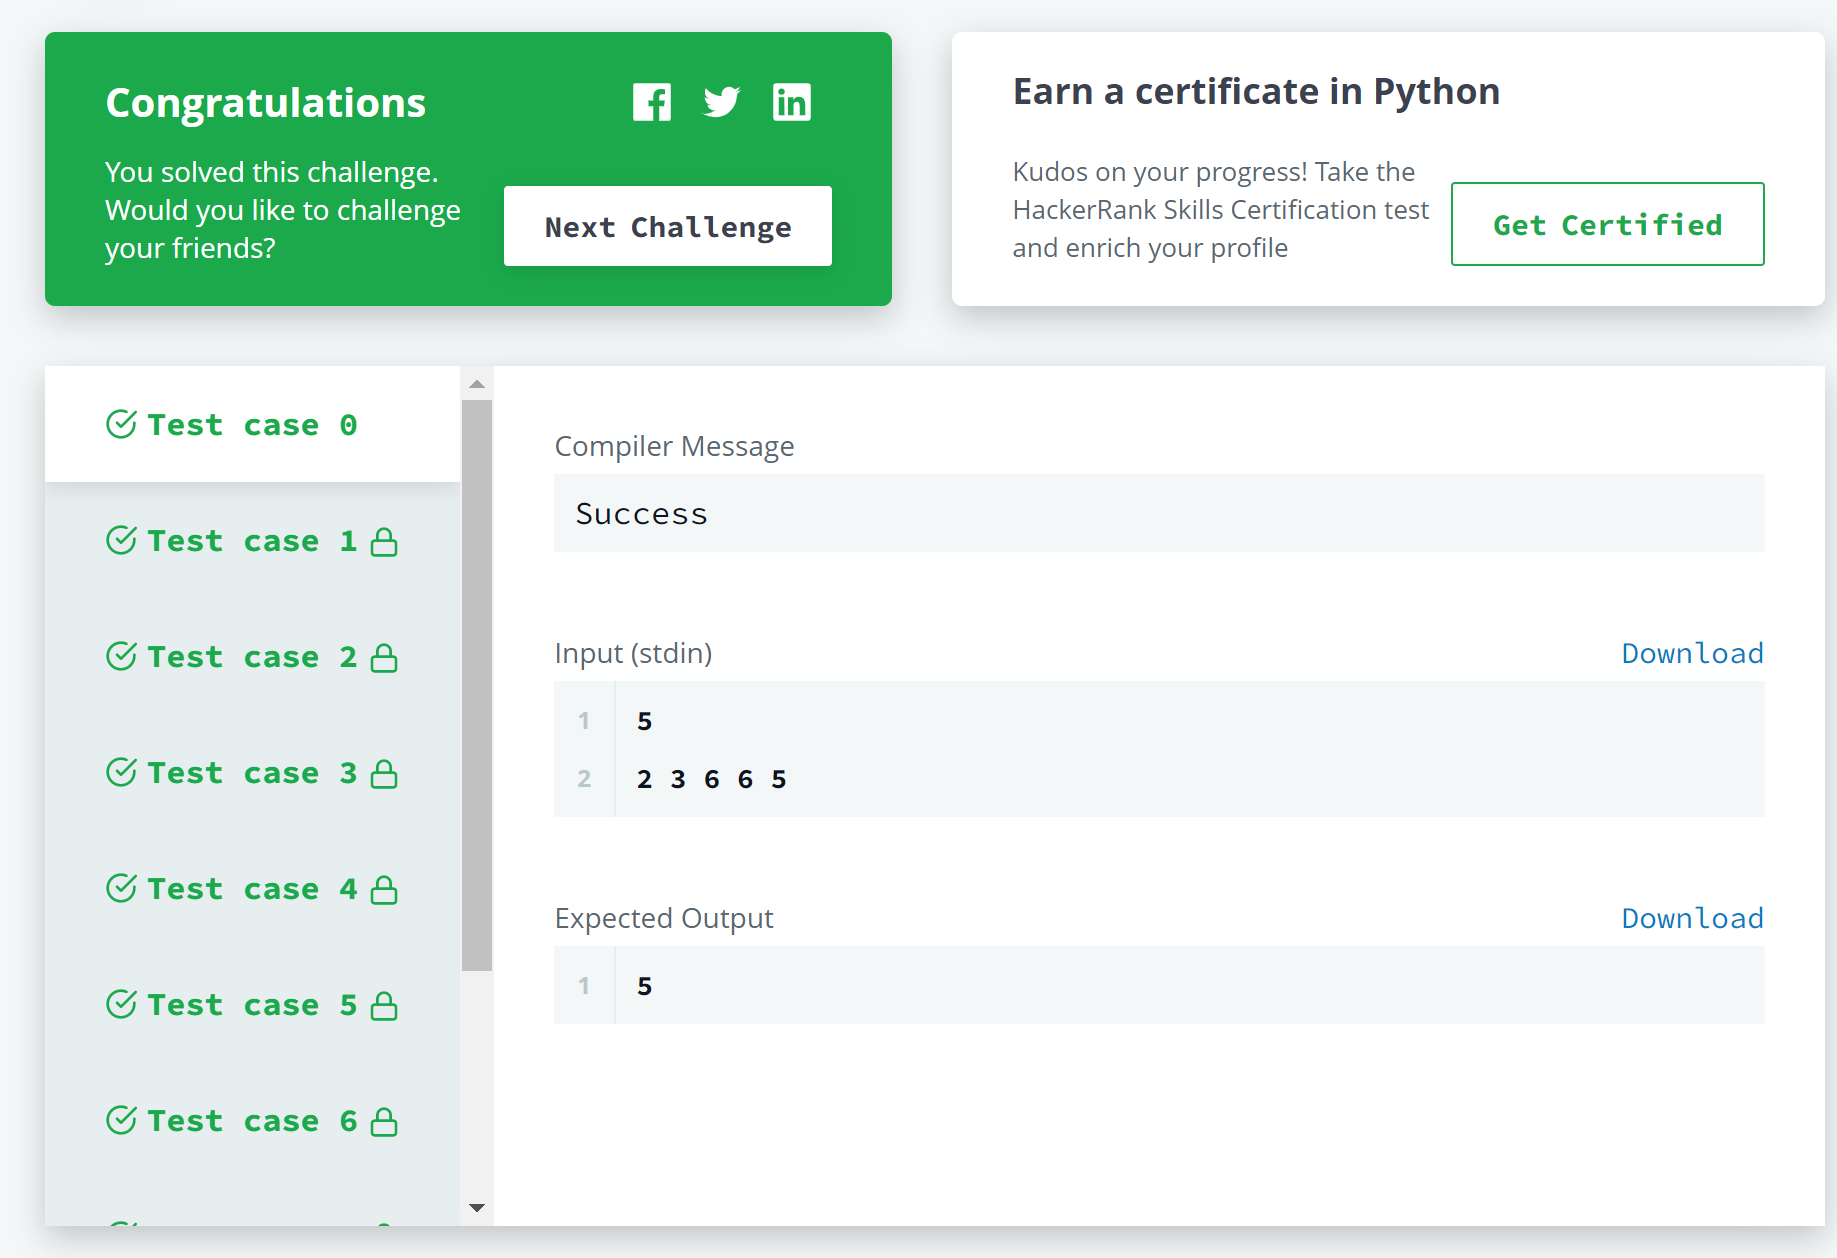 Congratulations
You solved this challenge.
Would you like to challenge
your friends?
Next Challenge
Earn a certificate in Python
Kudos on your progress! Take the
HackerRank Skills Certification test
and enrich your profile
Get Certified
Test case 0
Test case 1
Test case 2
Test case 3
Test case 4
Test case 5
Test case 6
Compiler Message
Success
Input (stdin)
Download
1 5
2 2 3 6 6 5
Expected Output
Download
1 5